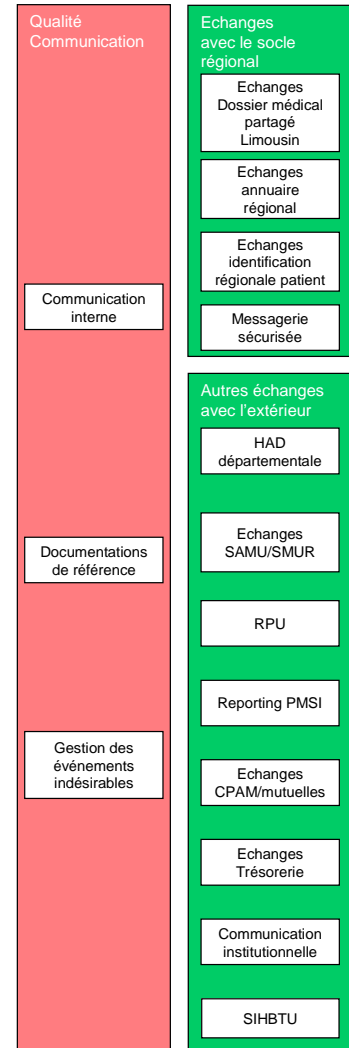 Qualité
Communication
Communication
interne
Documentations
de référence
Gestion des
événements
indésirables
Echanges
avec le socle
régional
Echanges
Dossier médical
partagé
Limousin
Echanges
annuaire
régional
Echanges
identification
régionale patient
Messagerie
sécurisée
Autres échanges
avec l'extérieur
HAD
départementale
Echanges
SAMU/SMUR
RPU
Reporting PMSI
Echanges
CPAM/mutuelles
Echanges
Trésorerie
Communication
institutionnelle
SIHBTU